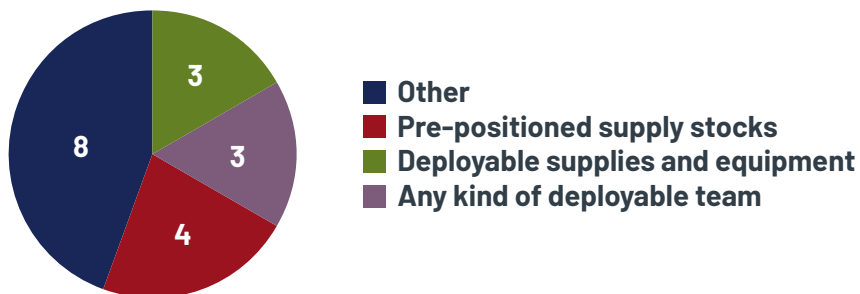 3
8
3
4
Other
Pre-positioned supply stocks
Deployable supplies and equipment
Any kind of deployable team